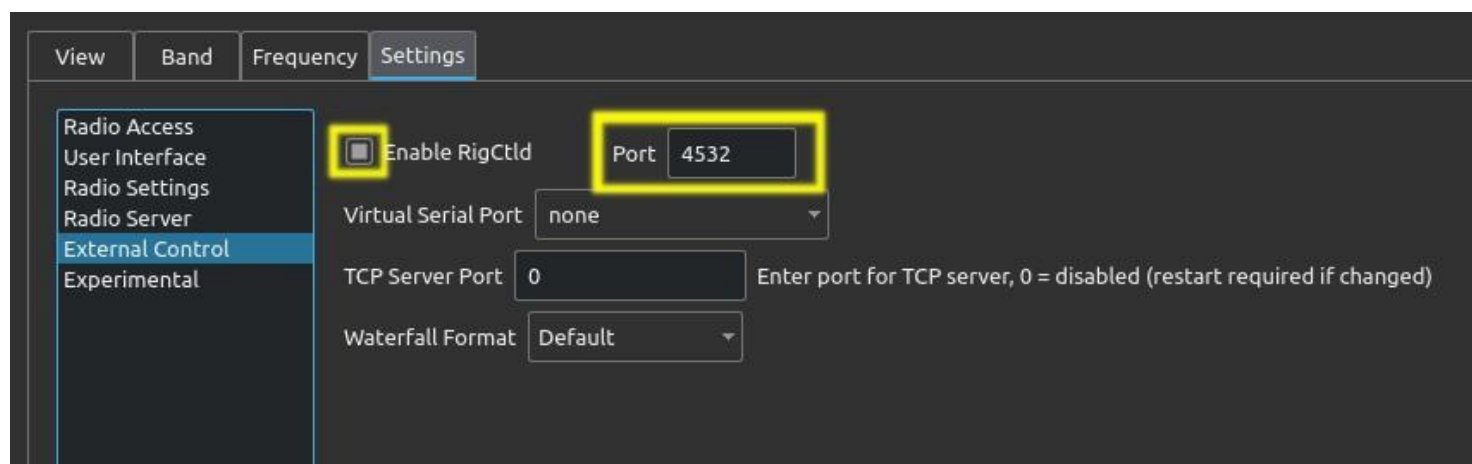 View Band Frequency Settings
Radio Access
User Interface
Radio Settings
Radio Server
External Control
Experimental
Enable RigCtld Port 4532
Virtual Serial Port none
TCP Server Port 0 Enter port for TCP server, 0 = disabled (restart required if changed)
Waterfall Format Default